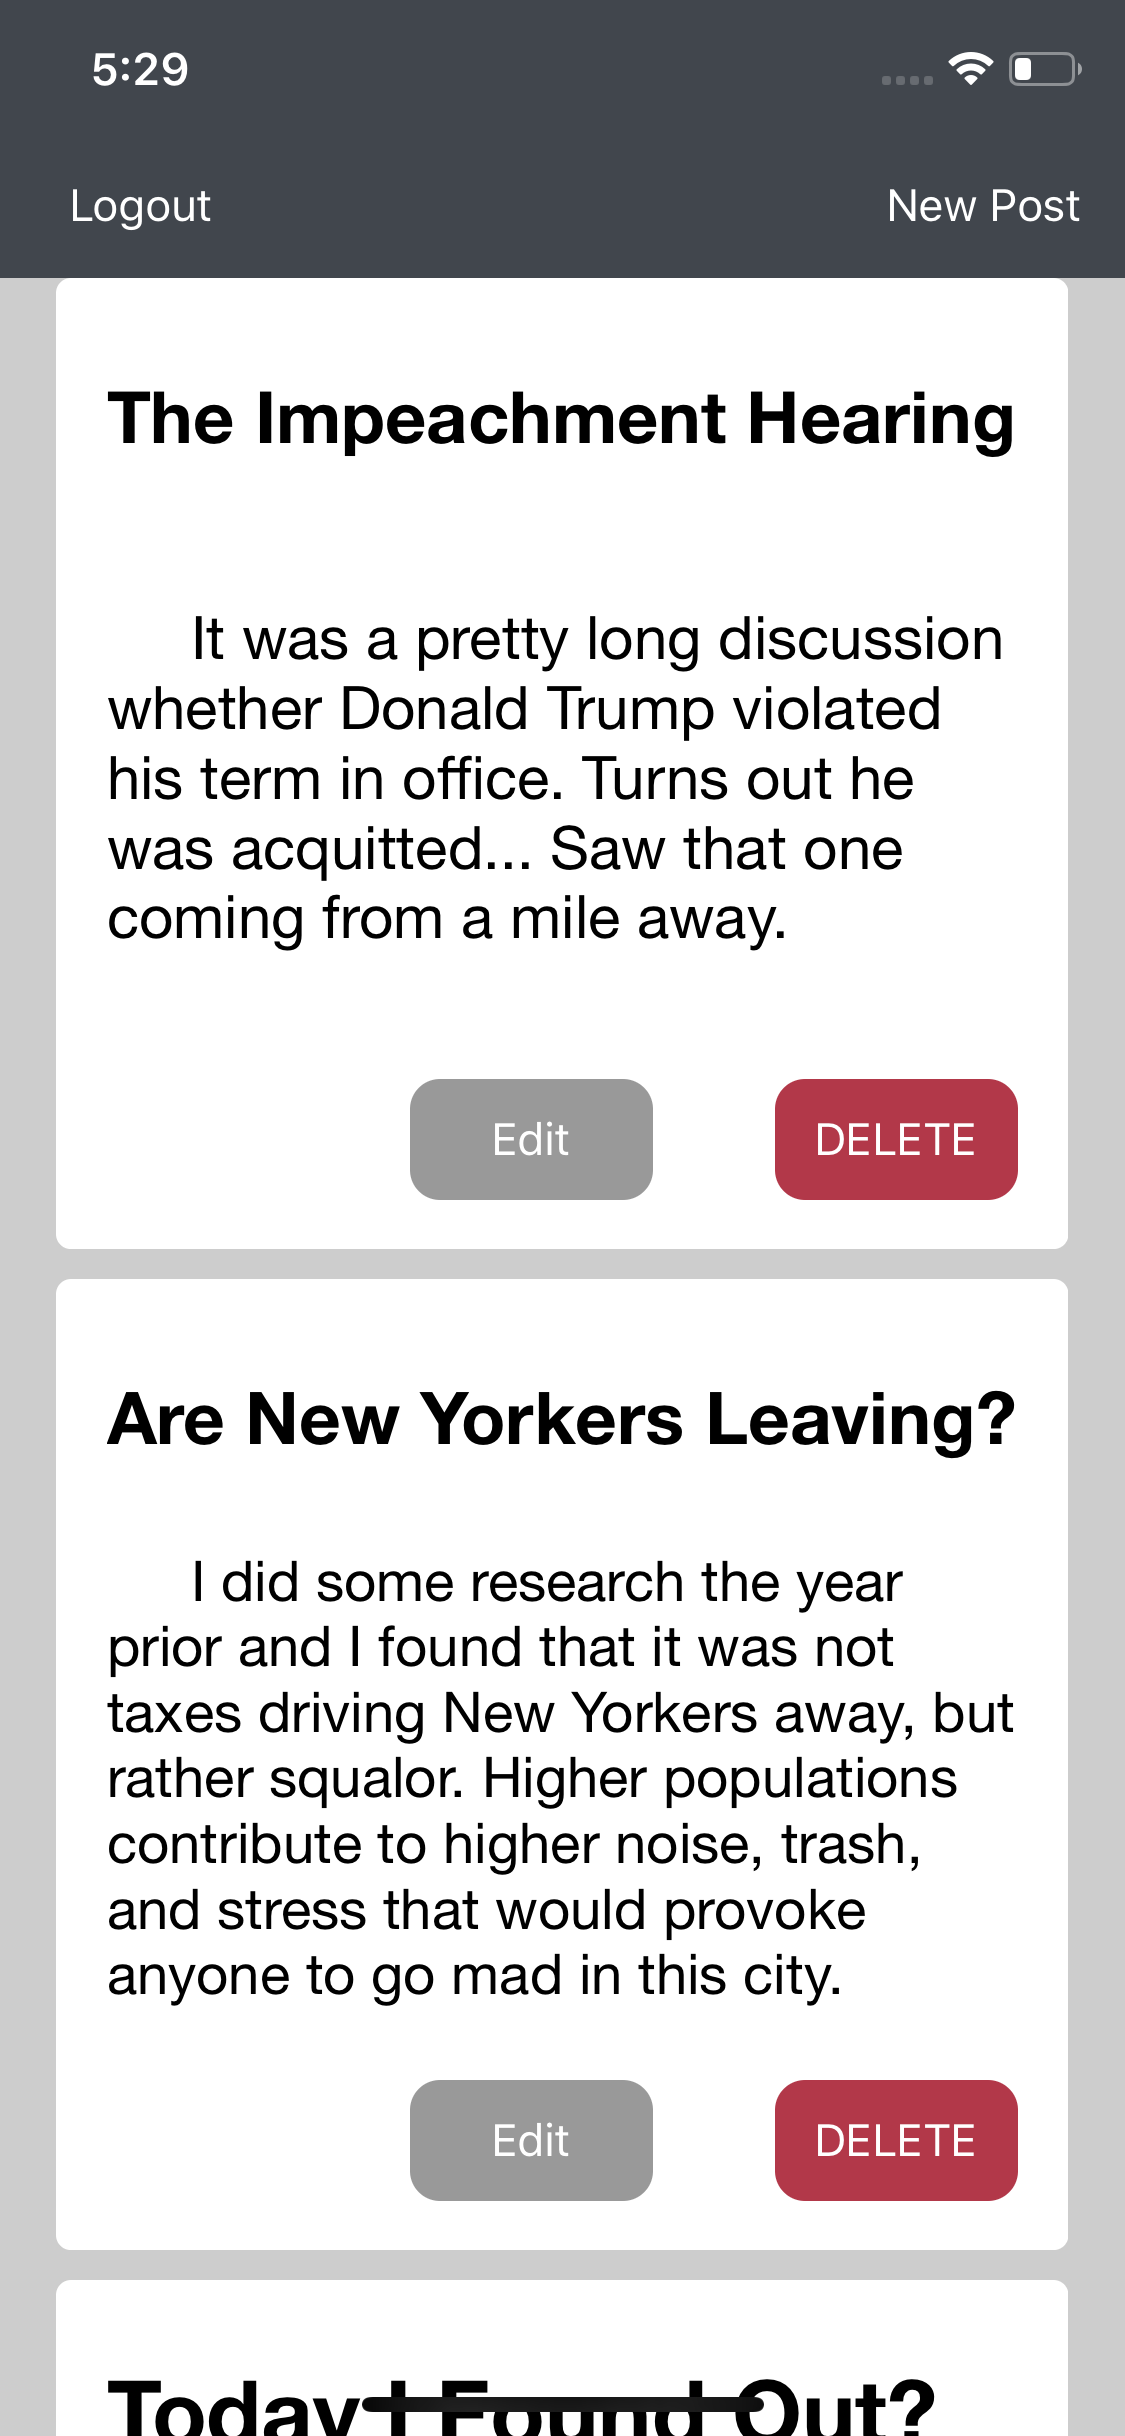 5:29
Logout
New Post
The Impeachment Hearing
It was a pretty long discussion
whether Donald Trump violated
his term in office. Turns out he
was acquitted... Saw that one
coming from a mile away.
Edit
DELETE
Are New Yorkers Leaving?
I did some research the year
prior and I found that it was not
taxes driving New Yorkers away, but
rather squalor. Higher populations
contribute to higher noise, trash,
and stress that would provoke
anyone to go mad in this city.
Edit
DELETE
Today I Found Out?